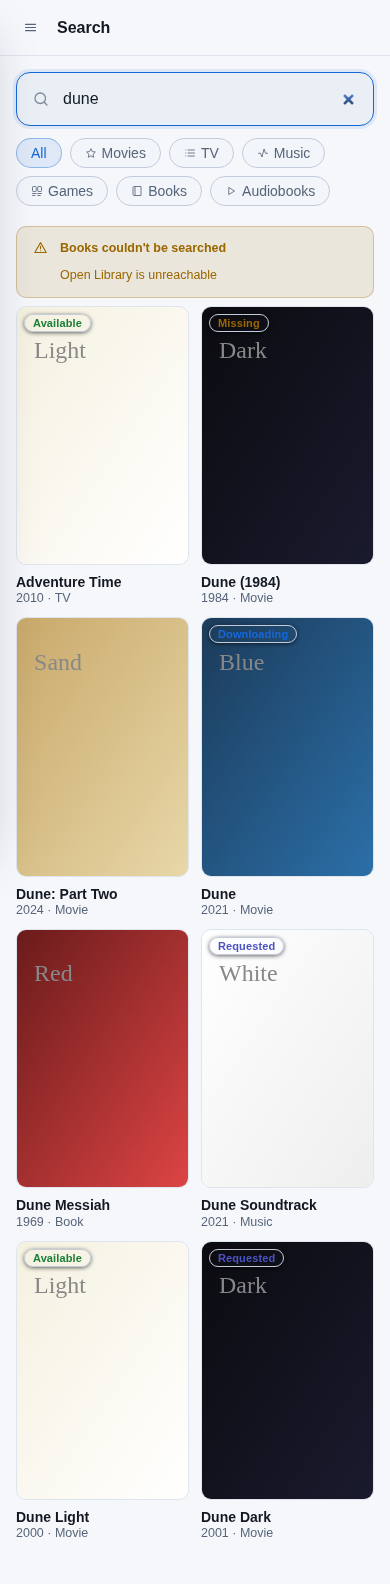 Search
dune
All
Movies
TV
Music
Games
Books
Audiobooks
Books couldn't be searched
Open Library is unreachable
Available
Light
Adventure Time
2010 · TV
Missing
Dark
Dune (1984)
1984 · Movie
Sand
Dune: Part Two
2024 · Movie
Downloading
Blue
Dune
2021 · Movie
Red
Dune Messiah
1969 · Book
Requested
White
Dune Soundtrack
2021 · Music
Available
Light
Dune Light
2000 · Movie
Requested
Dark
Dune Dark
2001 · Movie